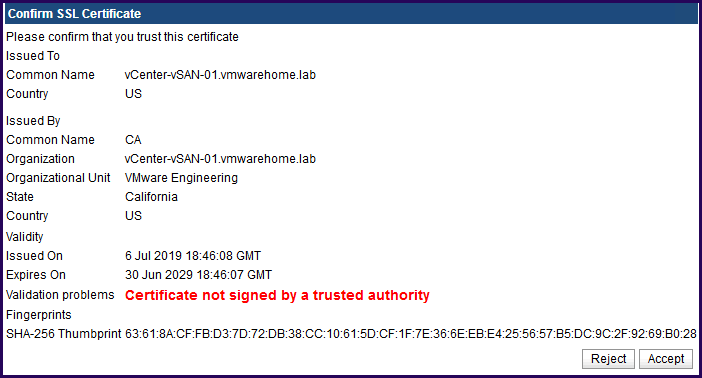 Confirm SSL Certificate
Please confirm that you trust this certificate
Issued To
Common Name vCenter-vSAN-01.vmwarehome.lab
Country US
Issued By
Common Name CA
Organization vCenter-vSAN-01.vmwarehome.lab
Organizational Unit VMware Engineering
State California
Country US
Validity
Issued On 6 Jul 2019 18:46:08 GMT
Expires On 30 Jun 2029 18:46:07 GMT
Validation problems Certificate not signed by a trusted authority
Fingerprints
SHA-256 Thumbprint 63:61:8A:CF:FB:D3:7D:72:DB:38:CC:10:61:5D:CF:1F:7E:36:6E:EB:E4:25:56:57:B5:DC:9C:2F:92:69:B0:28
Reject Accept